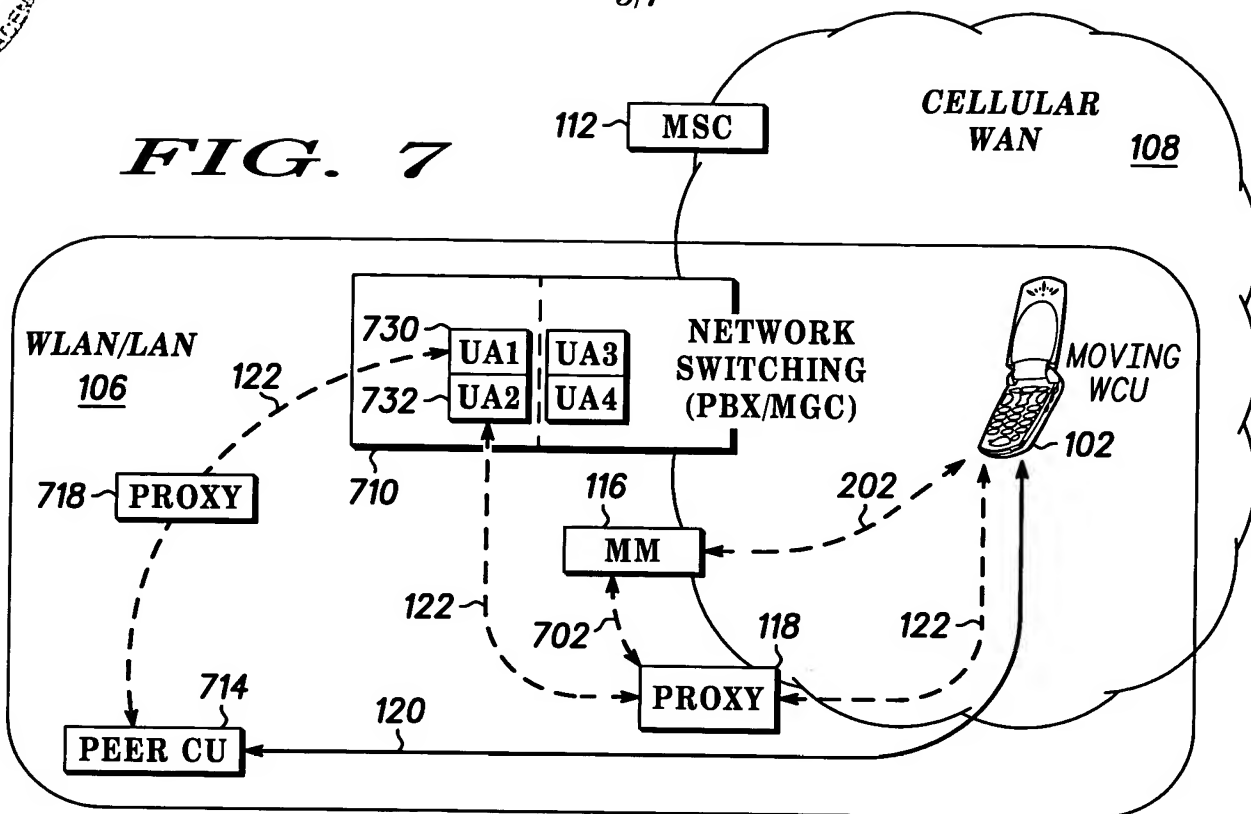 FIG. 7
112
MSC
CELLULAR
WAN
108
WLAN/LAN
106
730
UA1
UA3
732
UA2
UA4
NETWORK
SWITCHING
(PBX/MGC)
710
MOVING
WCU
102
122
718
PROXY
116
MM
202
122
702
118
PROXY
122
714
PEER CU
120